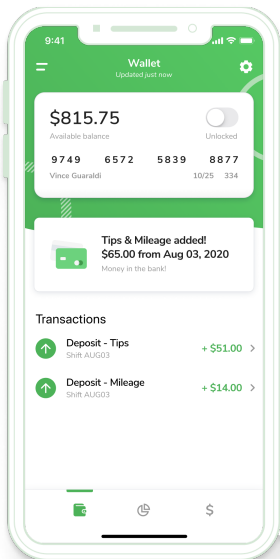 9:41
Wallet
Updated just now
$815.75
Available balance
Unlocked
9749 6572 5839 8877
Vince Guaraldi 10/25 334
Tips & Mileage added!
$65.00 from Aug 03, 2020
Money in the bank!
Transactions
Deposit - Tips
Shift AUG03
+ $51.00
Deposit - Mileage
Shift AUG03
+ $14.00
$